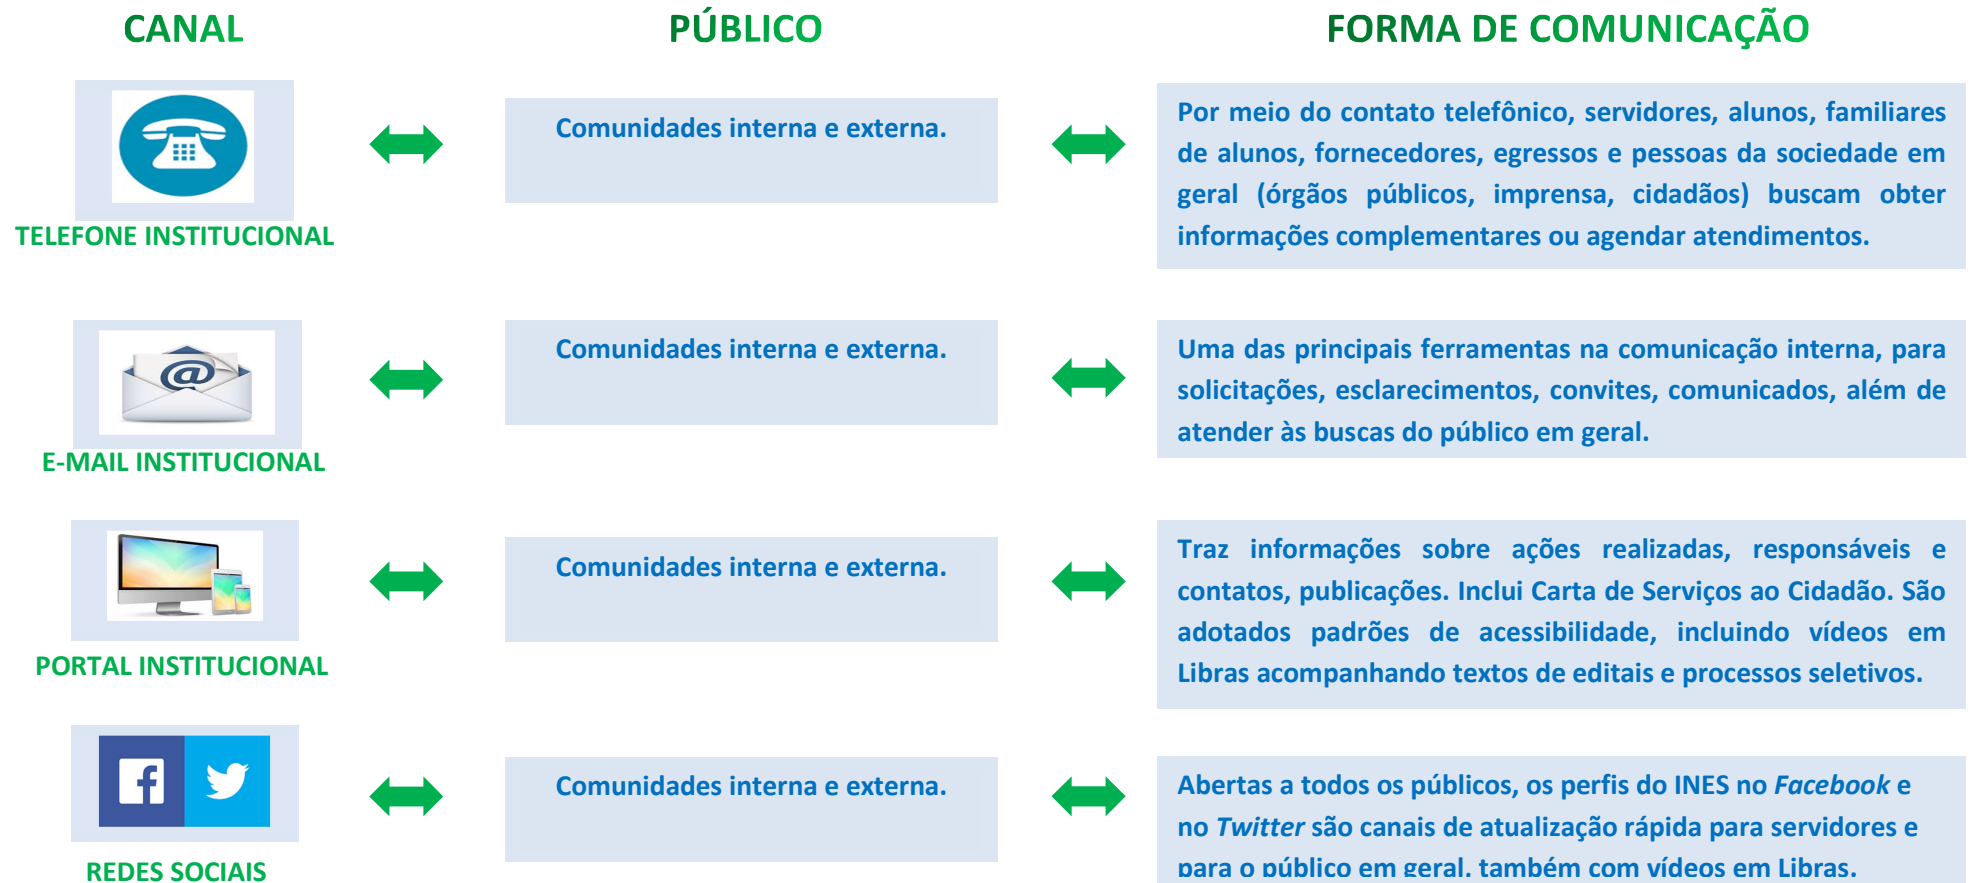 CANAL
PÚBLICO
FORMA DE COMUNICAÇÃO
TELEFONE INSTITUCIONAL
Comunidades interna e externa.
Por meio do contato telefônico, servidores, alunos, familiares
de alunos, fornecedores, egressos e pessoas da sociedade em
geral (órgãos públicos, imprensa, cidadãos) buscam obter
informações complementares ou agendar atendimentos.
@
E-MAIL INSTITUCIONAL
Comunidades interna e externa.
Uma das principais ferramentas na comunicação interna, para
solicitações, esclarecimentos, convites, comunicados, além de
atender às buscas do público em geral.
PORTAL INSTITUCIONAL
Comunidades interna e externa.
Traz informações sobre ações realizadas, responsáveis e
contatos, publicações. Inclui Carta de Serviços ao Cidadão. São
adotados padrões de acessibilidade, incluindo vídeos em
Libras acompanhando textos de editais e processos seletivos.
f
REDES SOCIAIS
Comunidades interna e externa.
Abertas a todos os públicos, os perfis do INES no Facebook e
no Twitter são canais de atualização rápida para servidores e
para o público em geral, também com vídeos em Libras.